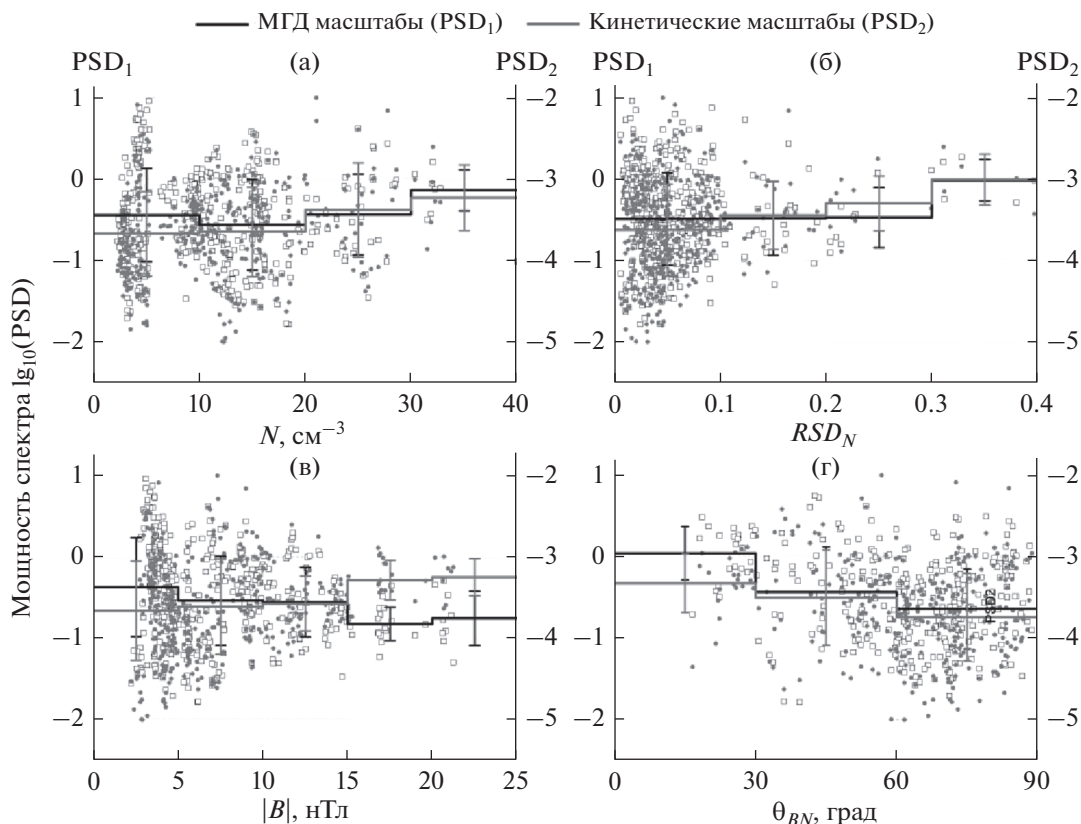 МГД масштабы (PSD₁) Кинетические масштабы (PSD₂)
PSD₁ (а) PSD₂ PSD₁ (б) PSD₂
1 −2 1 −2
0 −3 0 −3
−1 −4 −1 −4
−2 −5 −2 −5
0 10 20 30 40 0 0.1 0.2 0.3 0.4
N, см⁻³ RSD_N
Мощность спектра lg₁₀(PSD)
(в) (г)
1 −2 1 −2
0 −3 0 −3
−1 −4 −1 −4
PSD2
−2 −5 −2 −5
0 5 10 15 20 25 0 30 60 90
|B|, нТл θ_BN, град